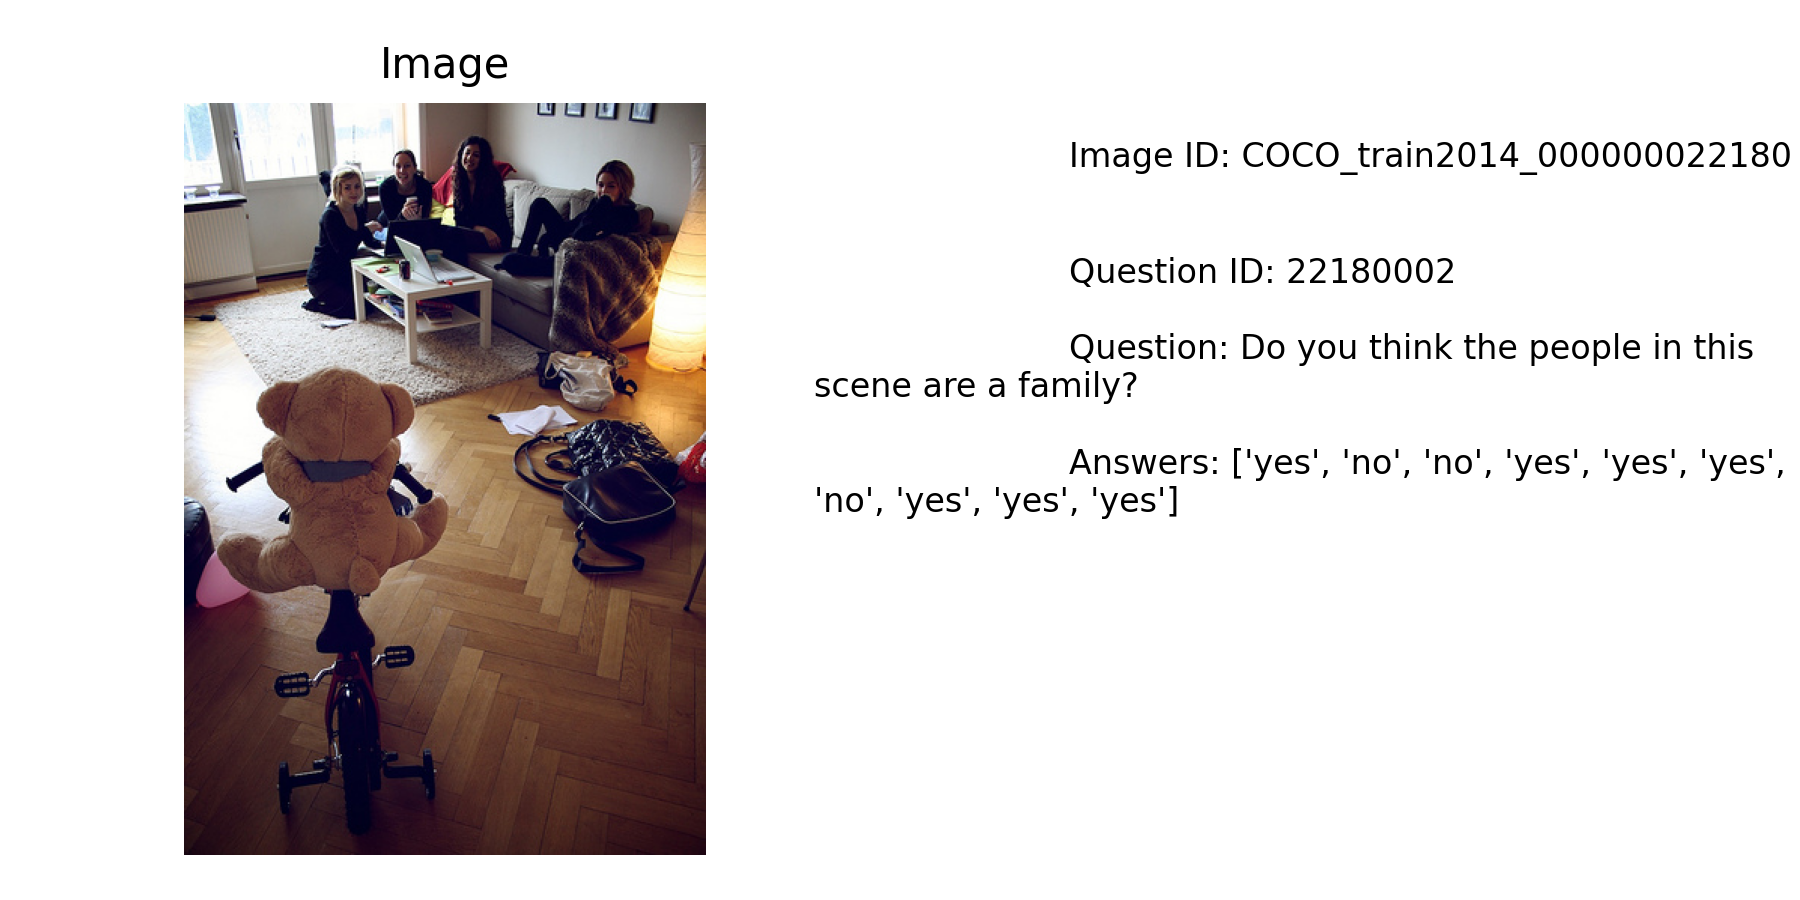 Image
Image ID: COCO_train2014_000000022180
Question ID: 22180002
Question: Do you think the people in this
scene are a family?
Answers: ['yes', 'no', 'no', 'yes', 'yes', 'yes',
'no', 'yes', 'yes', 'yes']